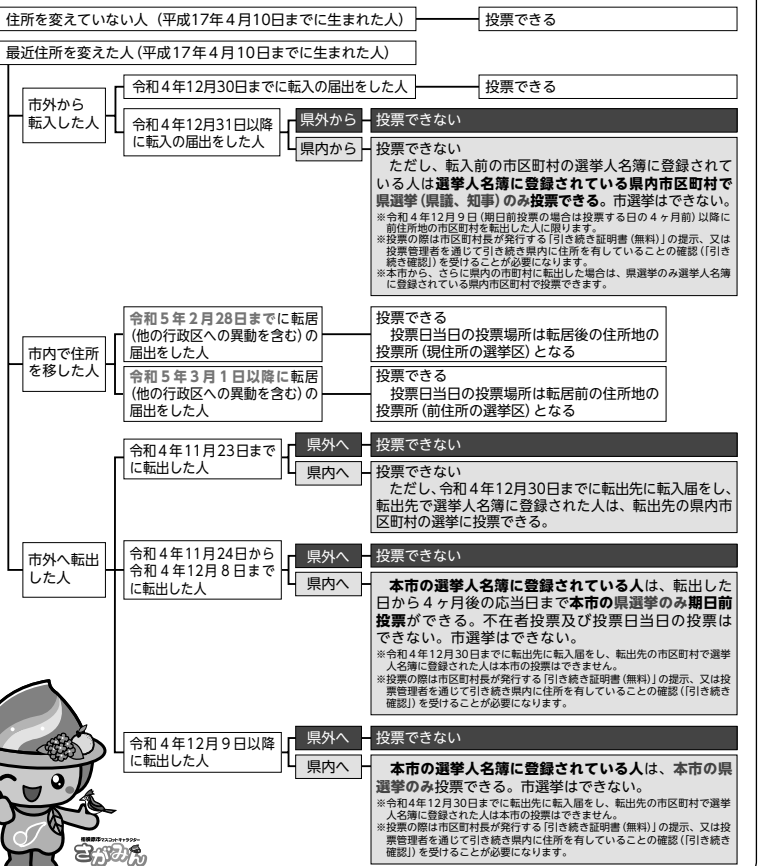 住所を変えていない人（平成17年４月10日までに生まれた人）
投票できる
最近住所を変えた人（平成17年４月10日までに生まれた人）
市外から
転入した人
令和４年12月30日までに転入の届出をした人
投票できる
令和４年12月31日以降
に転入の届出をした人
県外から
投票できない
県内から
投票できない
ただし、転入前の市区町村の選挙人名簿に登録されて
いる人は選挙人名簿に登録されている県内市区町村で
県選挙（県議、知事）のみ投票できる。市選挙はできない。
※令和４年12月９日（期日前投票の場合は投票する日の４ヶ月前）以降に
前住所地の市区町村を転出した人に限ります。
※投票の際は市区町村長が発行する「引き続き証明書（無料）」の提示、又は
投票管理者を通じて引き続き県内に住所を有していることの確認（「引き
続き確認」）を受けることが必要になります。
※本市から、さらに県内の市町村に転出した場合は、県選挙のみ選挙人名簿
に登録されている県内市区町村で投票できます。
市内で住所
を移した人
令和５年２月28日までに転居
（他の行政区への異動を含む）の
届出をした人
投票できる
投票日当日の投票場所は転居後の住所地の
投票所（現住所の選挙区）となる
令和５年３月１日以降に転居
（他の行政区への異動を含む）の
届出をした人
投票できる
投票日当日の投票場所は転居前の住所地の
投票所（前住所の選挙区）となる
市外へ転出
した人
令和４年11月23日まで
に転出した人
県外へ
投票できない
県内へ
投票できない
ただし、令和４年12月30日までに転出先に転入届をし、
転出先で選挙人名簿に登録された人は、転出先の県内市
区町村の選挙に投票できる。
令和４年11月24日から
令和４年12月８日まで
に転出した人
県外へ
投票できない
県内へ
本市の選挙人名簿に登録されている人は、転出した
日から４ヶ月後の応当日まで本市の県選挙のみ期日前
投票ができる。不在者投票及び投票日当日の投票は
できない。市選挙はできない。
※令和４年12月30日までに転出先に転入届をし、転出先の市区町村で選挙
人名簿に登録された人は本市の投票はできません。
※投票の際は市区町村長が発行する「引き続き証明書（無料）」の提示、又は投
票管理者を通じて引き続き県内に住所を有していることの確認（「引き続き
確認」）を受けることが必要になります。
令和４年12月９日以降
に転出した人
県外へ
投票できない
県内へ
本市の選挙人名簿に登録されている人は、本市の県
選挙のみ投票できる。市選挙はできない。
※令和４年12月30日までに転出先に転入届をし、転出先の市区町村で選挙
人名簿に登録された人は本市の投票はできません。
※投票の際は市区町村長が発行する「引き続き証明書（無料）」の提示、又は投
票管理者を通じて引き続き県内に住所を有していることの確認（「引き続き
確認」）を受けることが必要になります。
相模原市マスコットキャラクター
さがみん